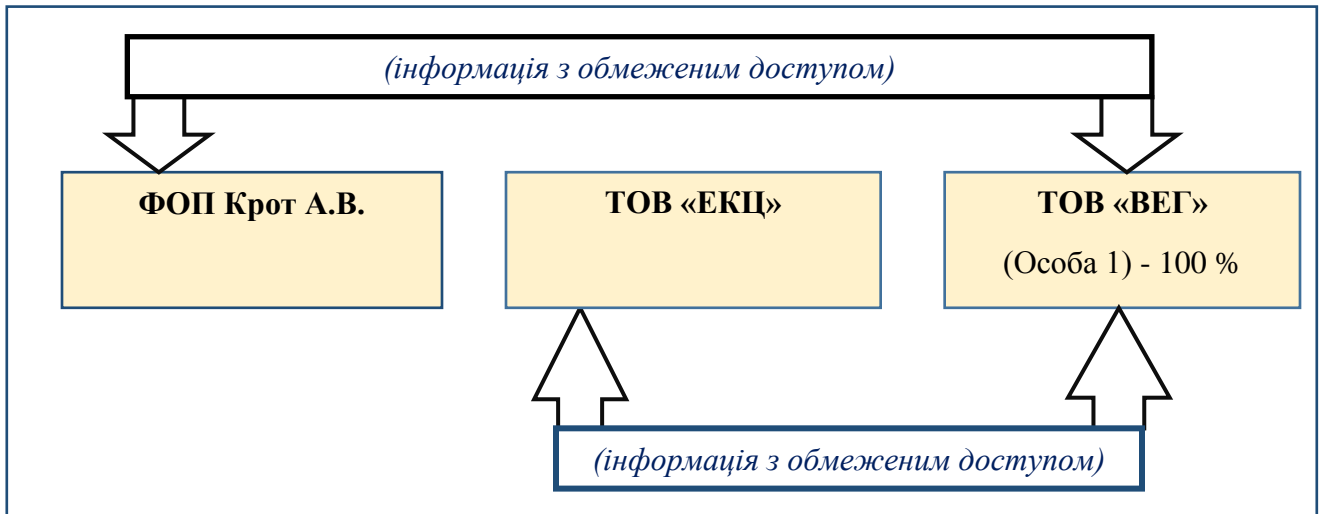 (інформація з обмеженим доступом)
ФОП Крот А.В.
ТОВ «ЕКЦ»
ТОВ «ВЕГ»
(Особа 1) - 100 %
(інформація з обмеженим доступом)